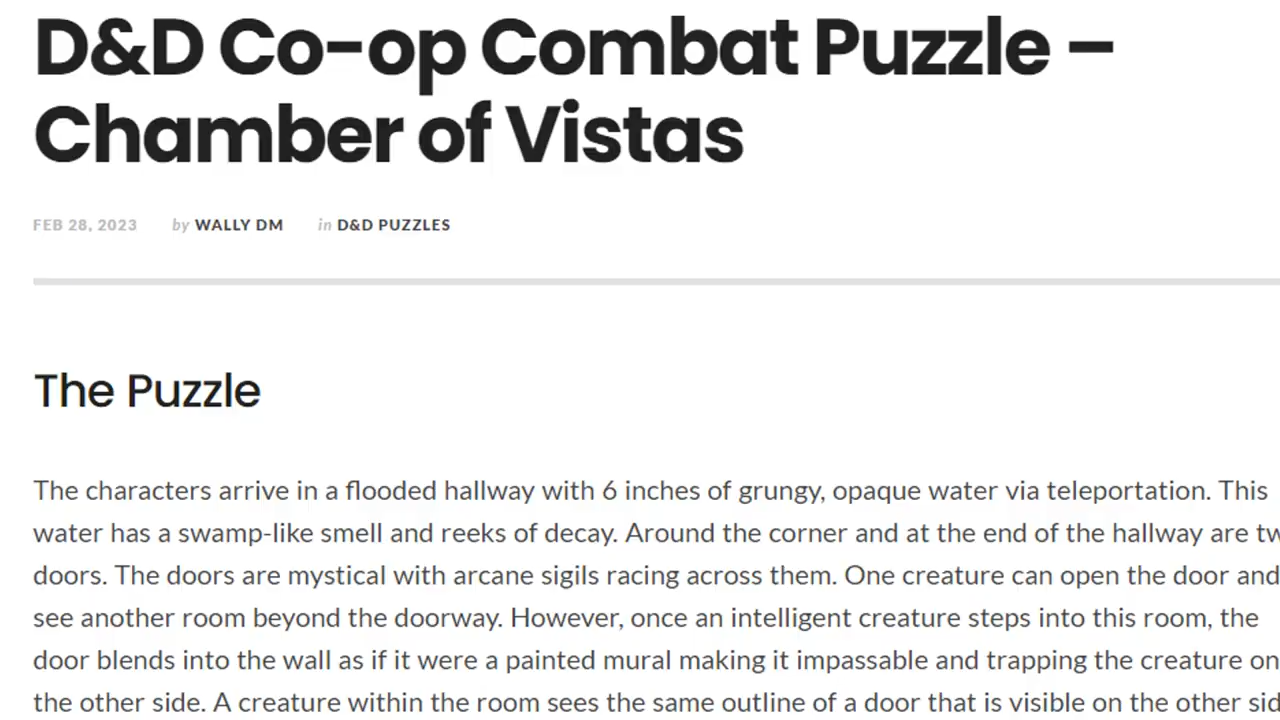 D&D Co-op Combat Puzzle –
Chamber of Vistas
FEB 28, 2023 by WALLY DM in D&D PUZZLES
The Puzzle
The characters arrive in a flooded hallway with 6 inches of grungy, opaque water via teleportation. This
water has a swamp-like smell and reeks of decay. Around the corner and at the end of the hallway are
doors. The doors are mystical with arcane sigils racing across them. One creature can open the door and
see another room beyond the doorway. However, once an intelligent creature steps into this room, the
door blends into the wall as if it were a painted mural making it impassable and trapping the creature on
the other side. A creature within the room sees the same outline of a door that is visible on the other